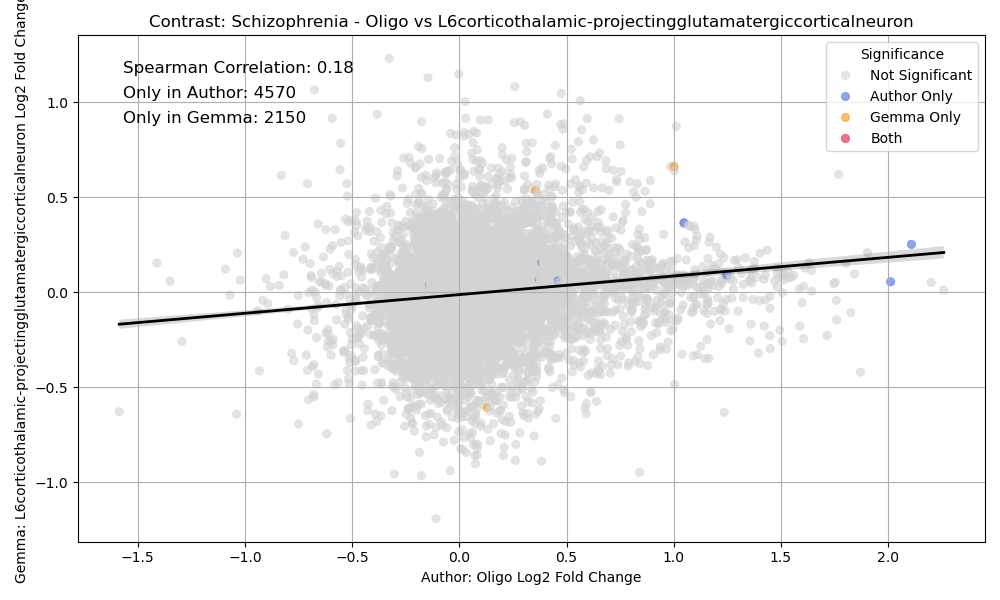 Contrast: Schizophrenia - Oligo vs L6corticothalamic-projectingglutamatergiccorticalneuron
Gemma: L6corticothalamic-projectingglutamatergiccorticalneuron Log2 Fold Change
Spearman Correlation: 0.18
Only in Author: 4570
Only in Gemma: 2150
Significance
Not Significant
Author Only
Gemma Only
Both
1.0
0.5
0.0
−0.5
−1.0
−1.5
−1.0
−0.5
0.0
0.5
1.0
1.5
2.0
Author: Oligo Log2 Fold Change